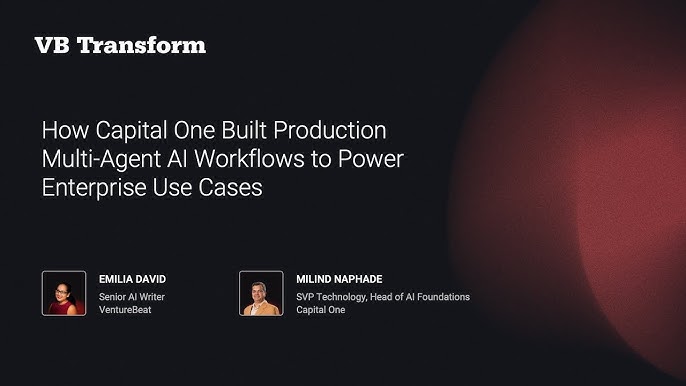 VB Transform
How Capital One Built Production
Multi-Agent AI Workflows to Power
Enterprise Use Cases
EMILIA DAVID
Senior AI Writer
VentureBeat
MILIND NAPHADE
SVP Technology, Head of AI Foundations
Capital One